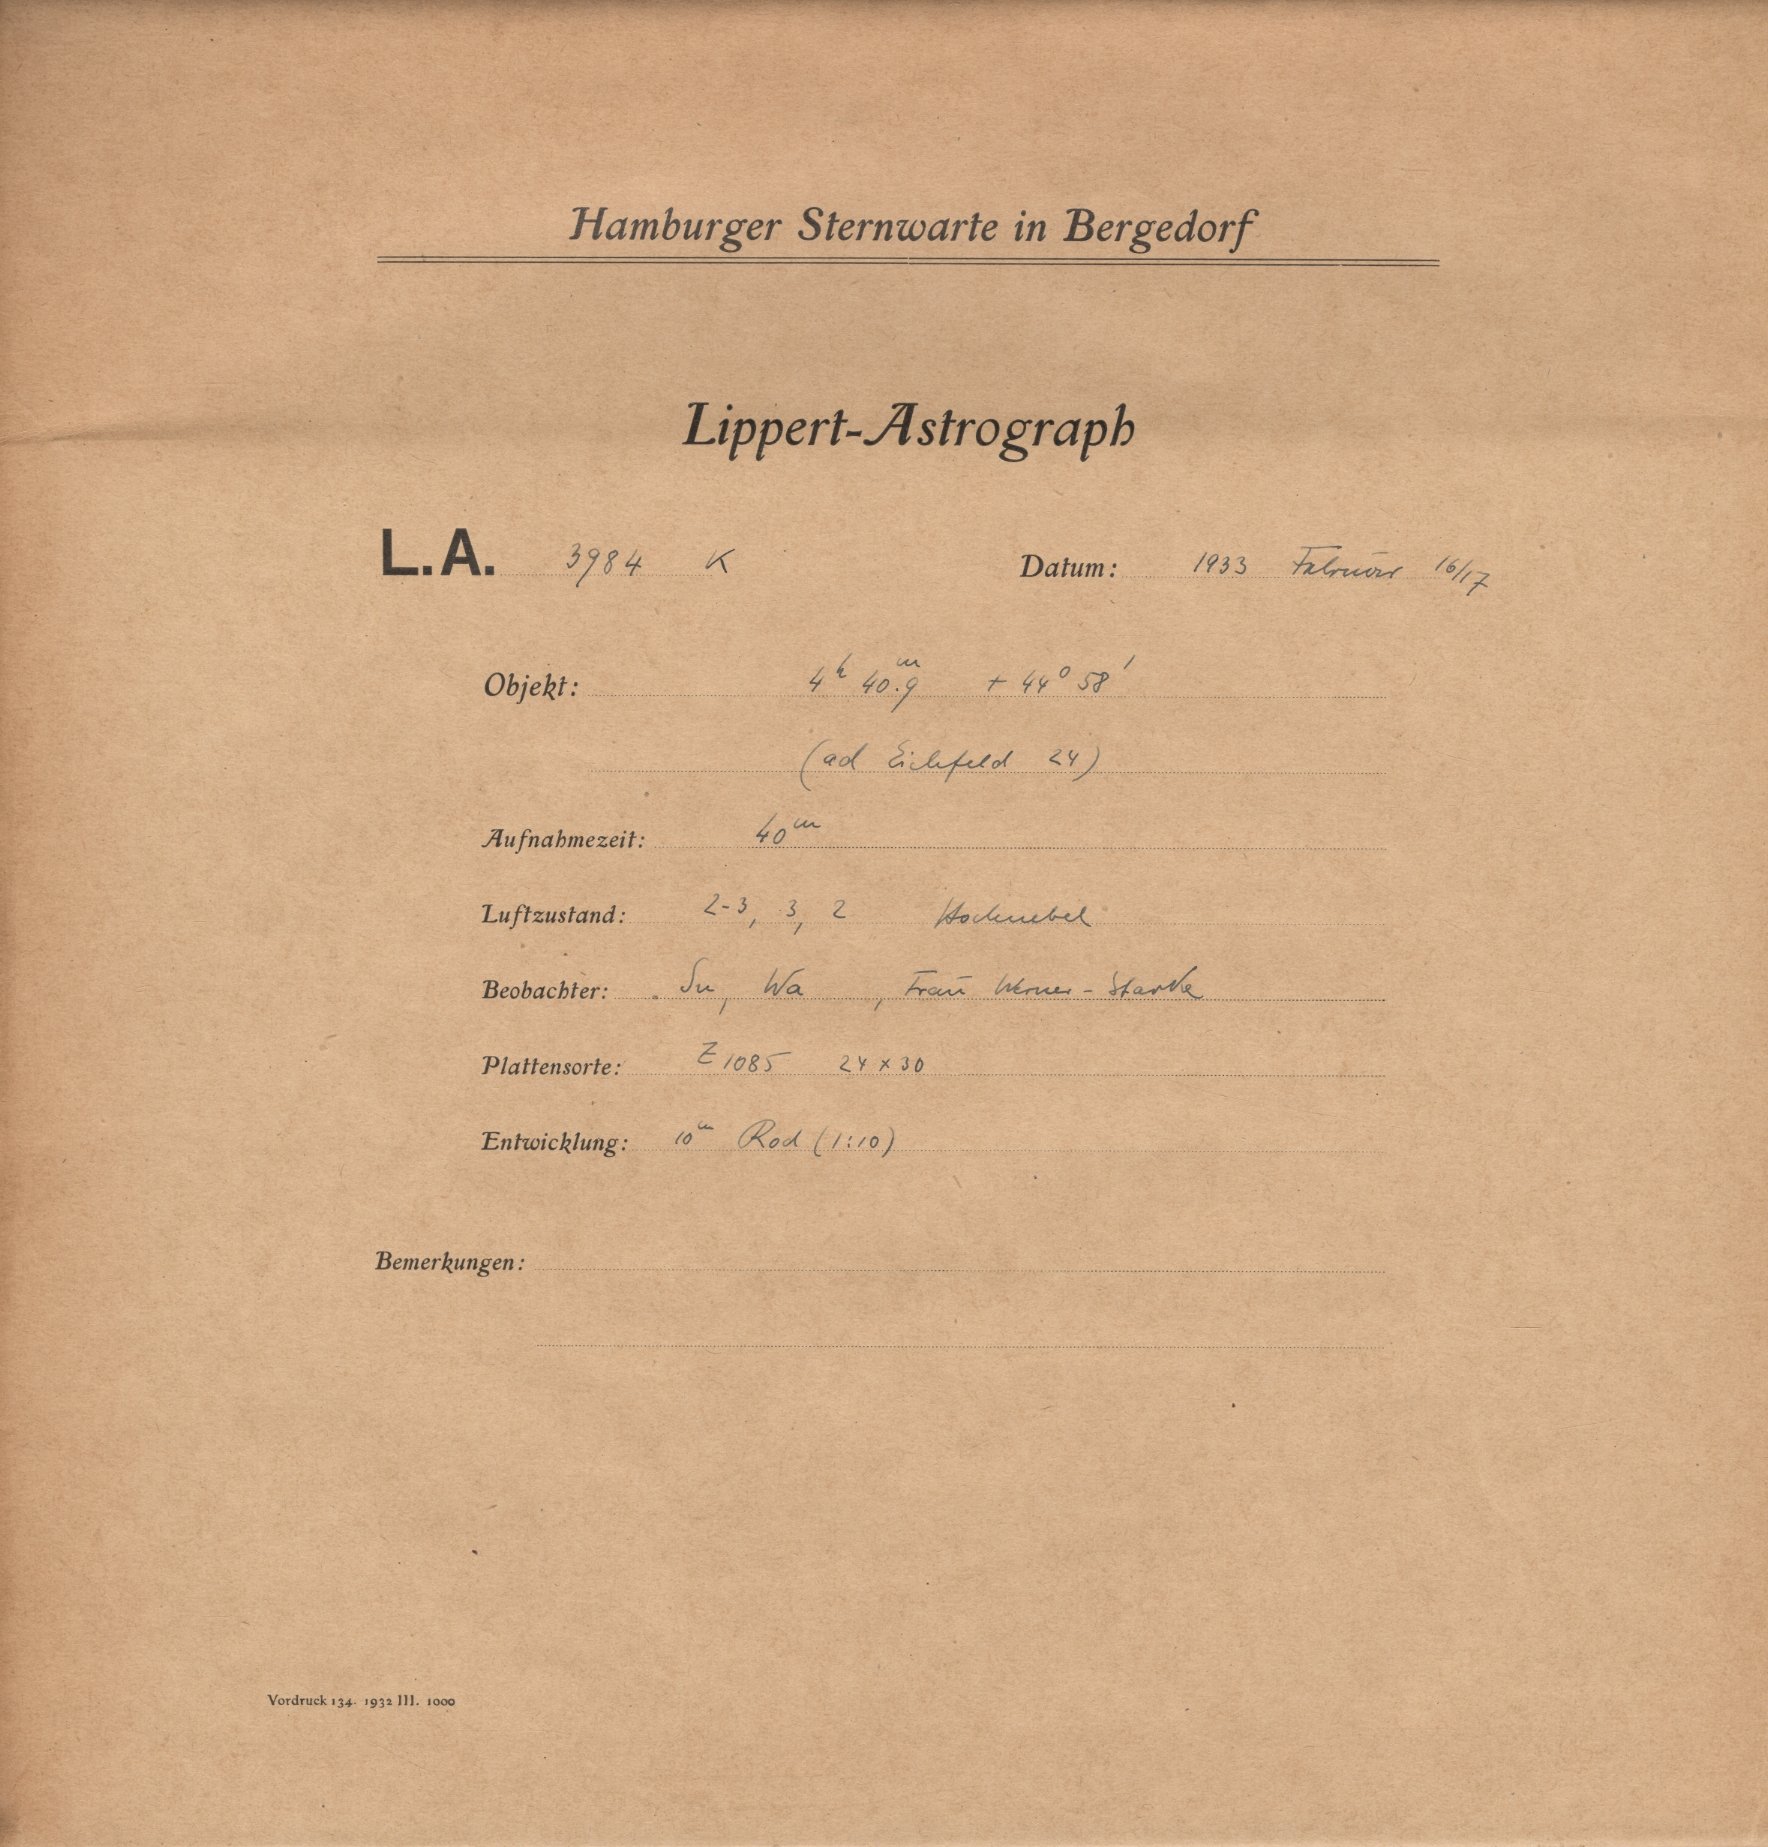 Hamburger Sternwarte in Bergedorf
Lippert-Astrograph
L.A. 3984 K Datum: 1933 Februar 16/17
Objekt: 4h 40.9m + 44° 58'
(ad Eichfeld 24)
Aufnahmezeit: 40m
Luftzustand: 2-3, 3, 2 Hochnebel
Beobachter: Wa, Frau Werner-Starke
Plattensorte: Z 1085 24 x 30
Entwicklung: 10m Rod (1:10)
Bemerkungen:
Vordruck 134. 1932 III. 1000